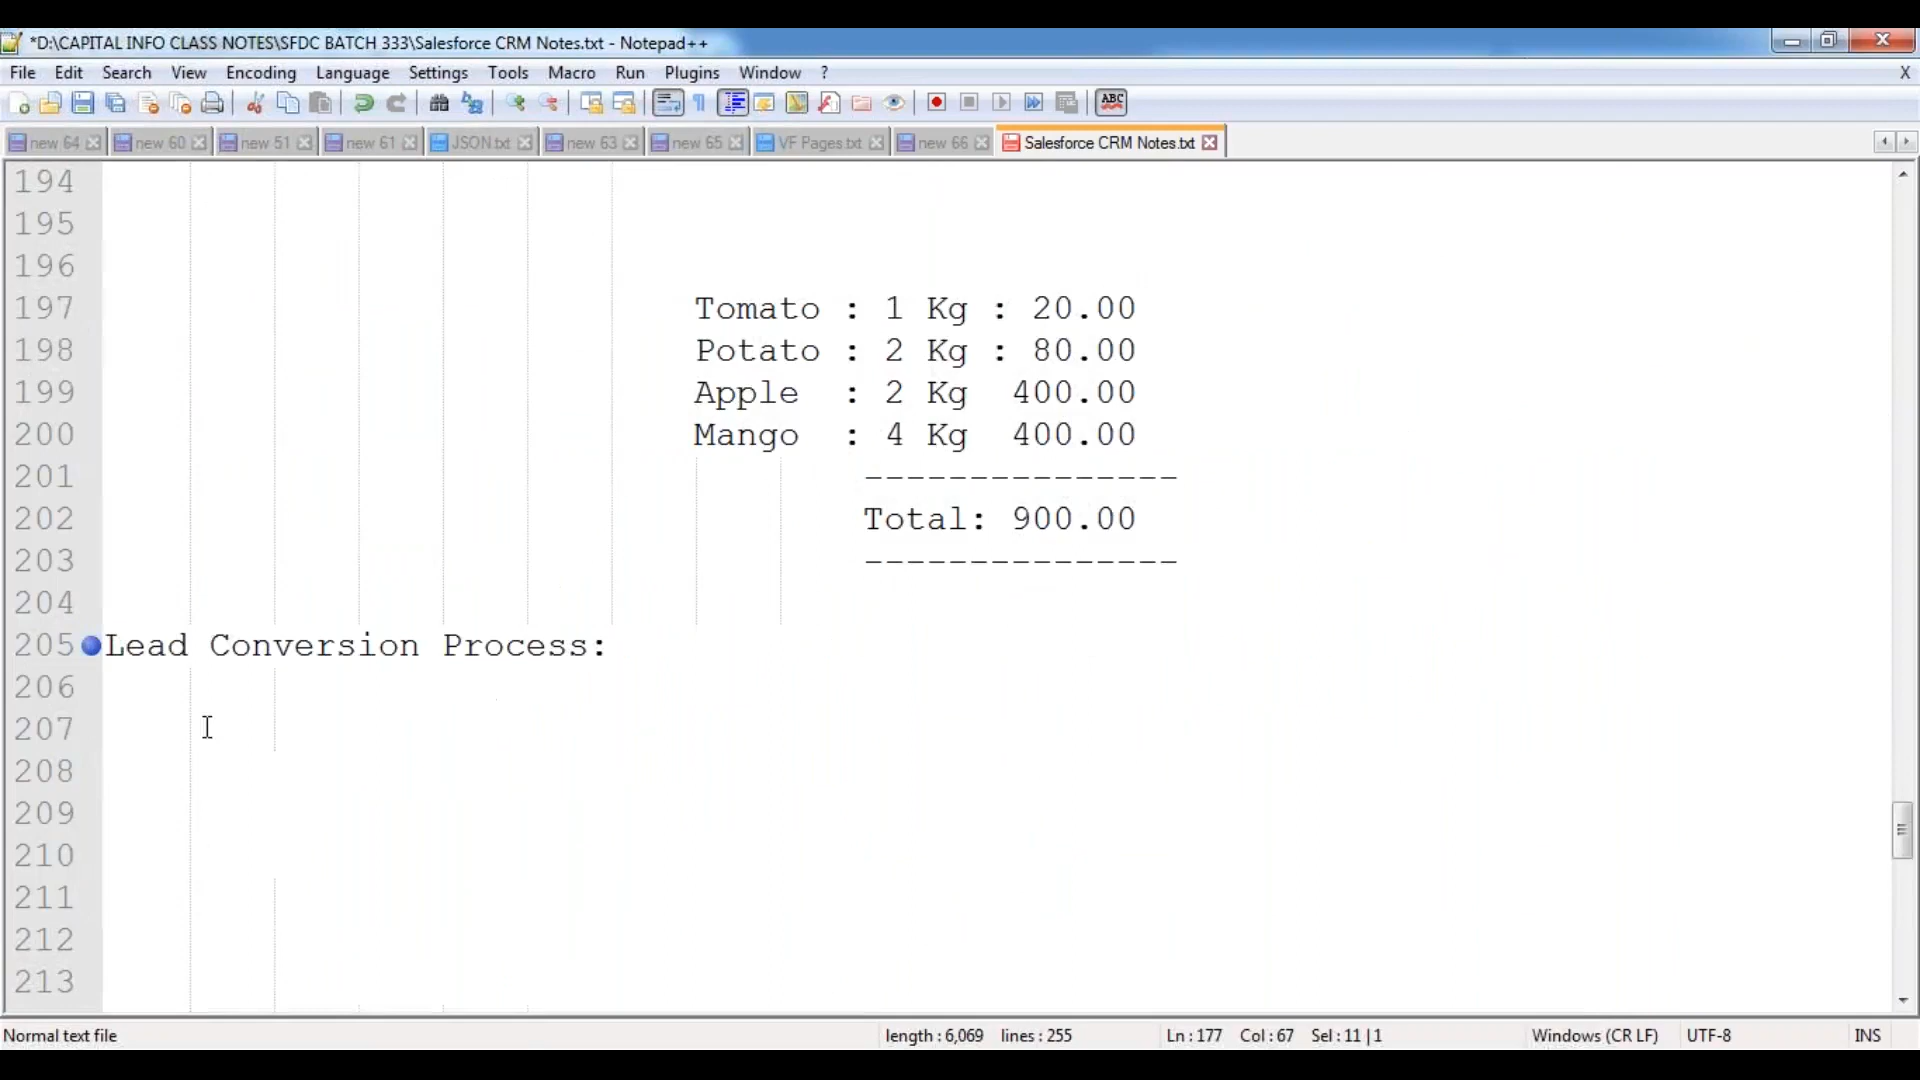 *D:\CAPITAL INFO CLASS NOTES\SFDC BATCH 333\Salesforce CRM Notes.txt - Notepad++
File Edit Search View Encoding Language Settings Tools Macro Run Plugins Window ? X
new 64 new 60 new 51 new 61 JSON.txt new 63 new 65 VF Pages.txt new 66 Salesforce CRM Notes.txt
194
195
196
197 Tomato : 1 Kg : 20.00
198 Potato : 2 Kg : 80.00
199 Apple : 2 Kg 400.00
200 Mango : 4 Kg 400.00
201 ---------------
202 Total: 900.00
203 ---------------
204
205 Lead Conversion Process:
206
207
208
209
210
211
212
213
Normal text file length : 6,069 lines : 255 Ln : 177 Col : 67 Sel : 11 | 1 Windows (CR LF) UTF-8 INS